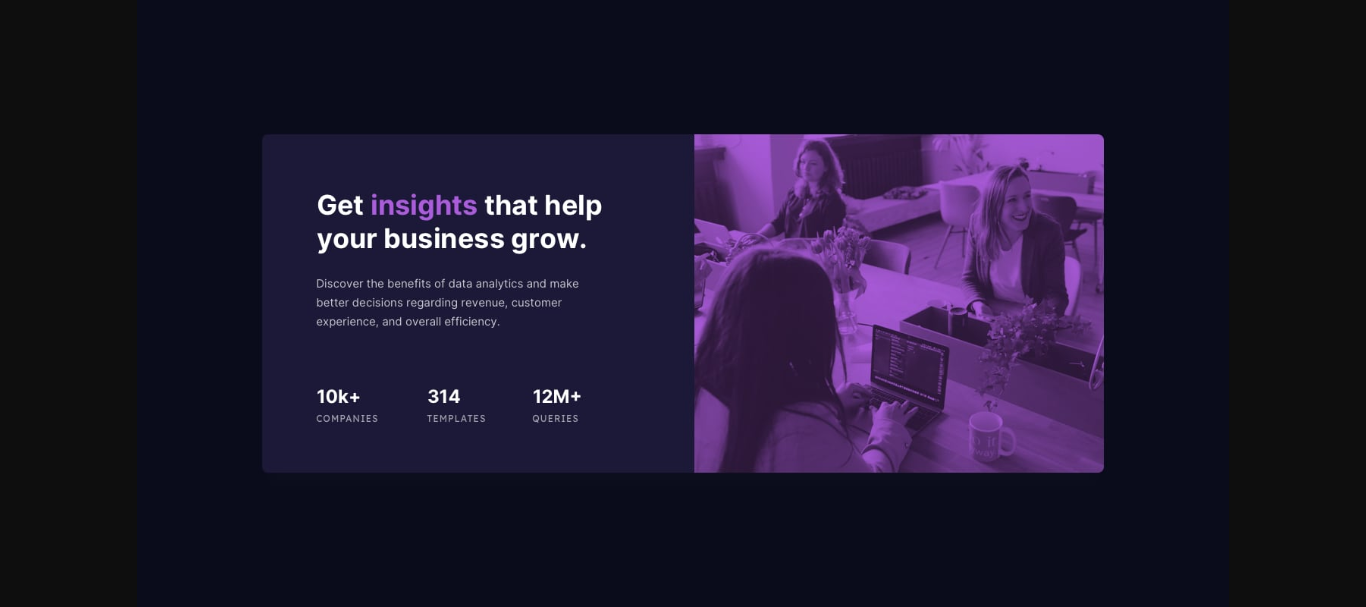 Get insights that help
your business grow.
Discover the benefits of data analytics and make
better decisions regarding revenue, customer
experience, and overall efficiency.
10k+ 314 12M+
COMPANIES TEMPLATES QUERIES